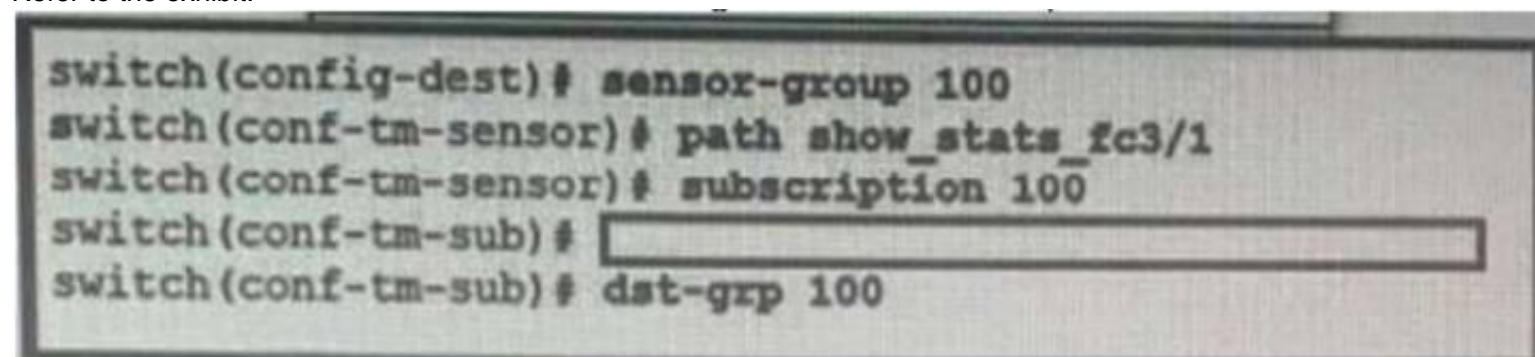 switch(config-dest)# sensor-group 100
switch(conf-tm-sensor)# path show_stats_fc3/1
switch(conf-tm-sensor)# subscription 100
switch(conf-tm-sub)#
switch(conf-tm-sub)# dst-grp 100